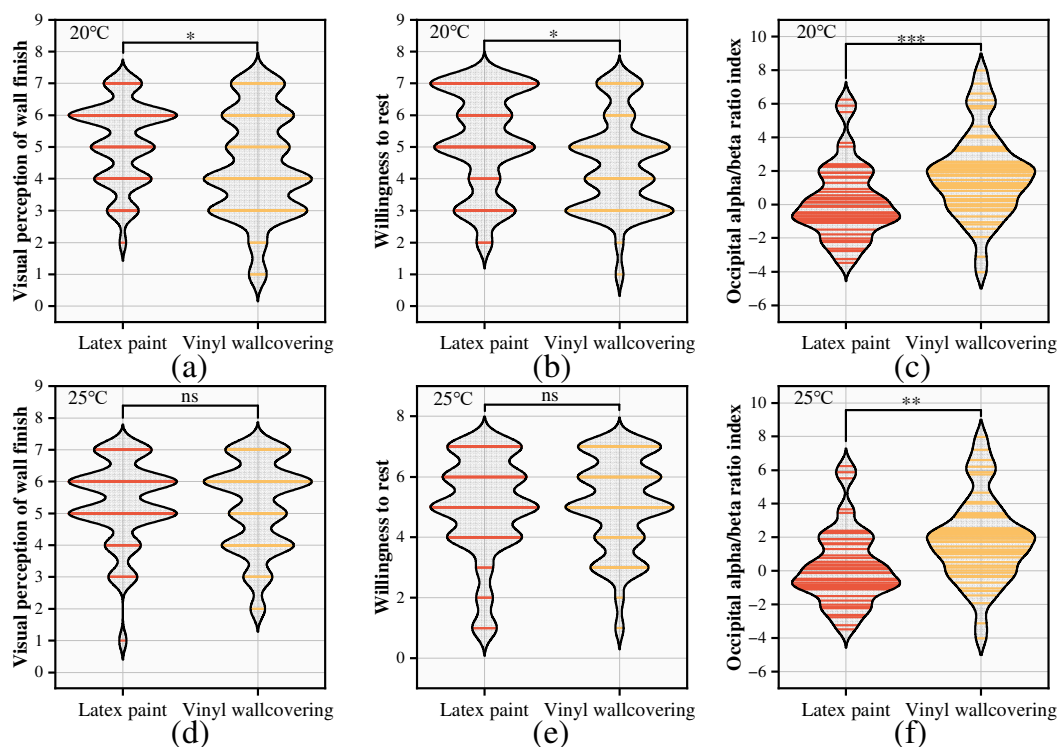 Visual perception of wall finish
9
8
7
6
5
4
3
2
1
0
20℃
*
Latex paint
Vinyl wallcovering
(a)
Willingness to rest
9
8
7
6
5
4
3
2
1
0
20℃
*
Latex paint
Vinyl wallcovering
(b)
Occipital alpha/beta ratio index
10
8
6
4
2
0
−2
−4
−6
20℃
***
Latex paint
Vinyl wallcovering
(c)
Visual perception of wall finish
9
8
7
6
5
4
3
2
1
0
25℃
ns
Latex paint
Vinyl wallcovering
(d)
Willingness to rest
8
6
4
2
0
25℃
ns
Latex paint
Vinyl wallcovering
(e)
Occipital alpha/beta ratio index
10
8
6
4
2
0
−2
−4
−6
25℃
**
Latex paint
Vinyl wallcovering
(f)